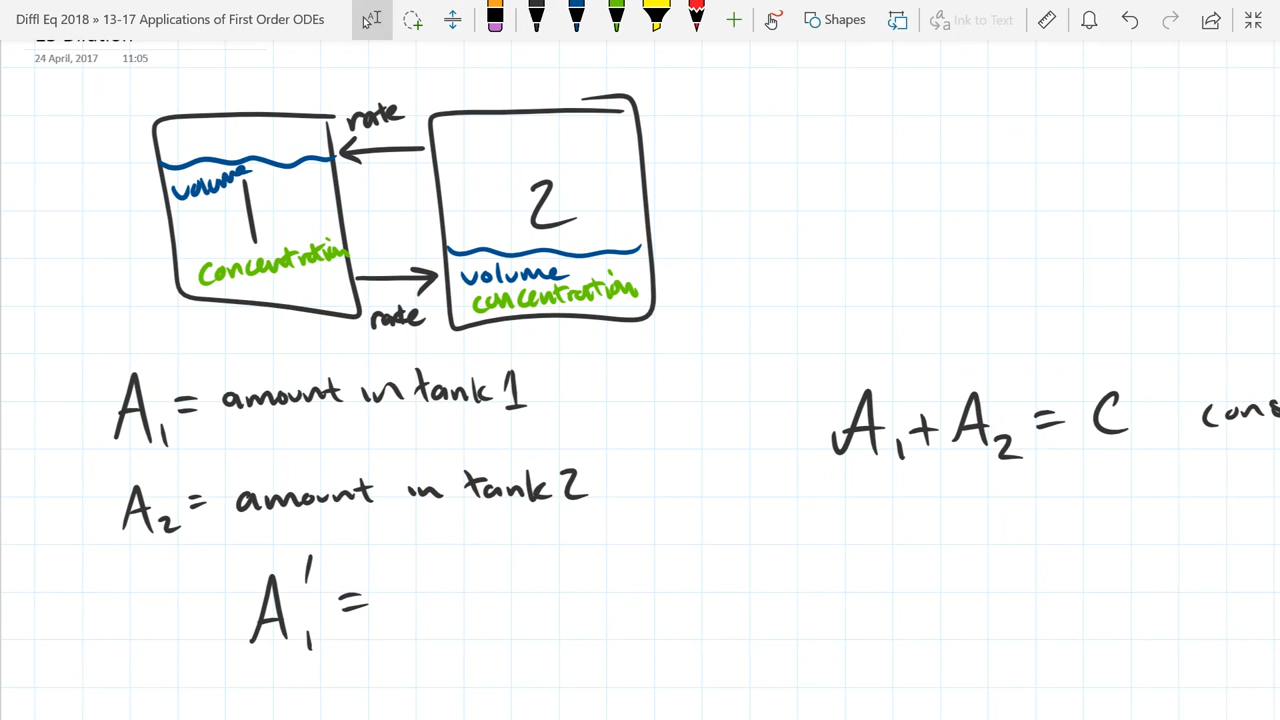 Diffl Eq 2018 » 13-17 Applications of First Order ODEs
Shapes
Ink to Text
Dilution
24 April, 2017 11:05
rate
volume
1
concentration
2
volume
concentration
rate
A₁ = amount in tank 1
A₁ + A₂ = C cons
A₂ = amount in tank 2
A₁' =